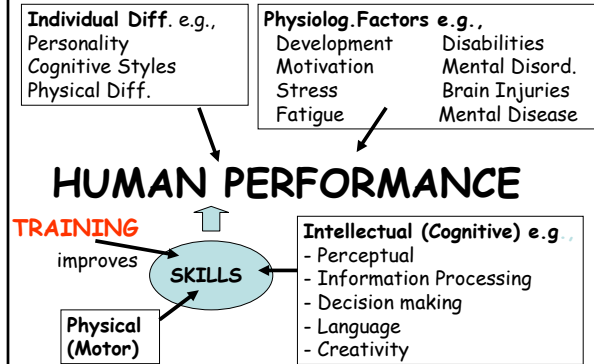 Individual Diff. e.g.,
Personality
Cognitive Styles
Physical Diff.
Physiolog.Factors e.g.,
Development
Motivation
Stress
Fatigue
Disabilities
Mental Disord.
Brain Injuries
Mental Disease
HUMAN PERFORMANCE
TRAINING
improves
SKILLS
Physical
(Motor)
Intellectual (Cognitive) e.g.,
- Perceptual
- Information Processing
- Decision making
- Language
- Creativity